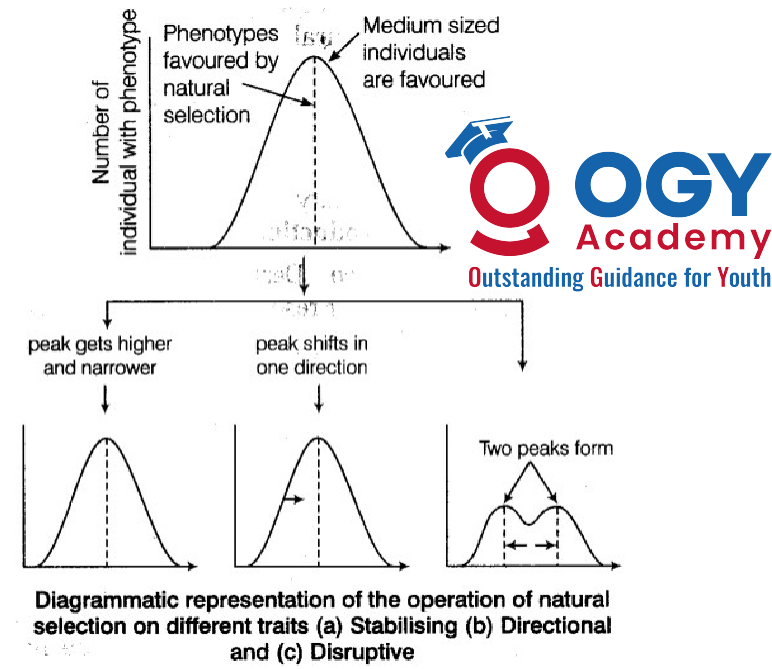 Phenotypes
favoured by
natural
selection
Medium sized
individuals
are favoured
Number of
individual with phenotype
OGY
Academy
Outstanding Guidance for Youth
peak gets higher
and narrower
peak shifts in
one direction
Two peaks form
Diagrammatic representation of the operation of natural
selection on different traits (a) Stabilising (b) Directional
and (c) Disruptive